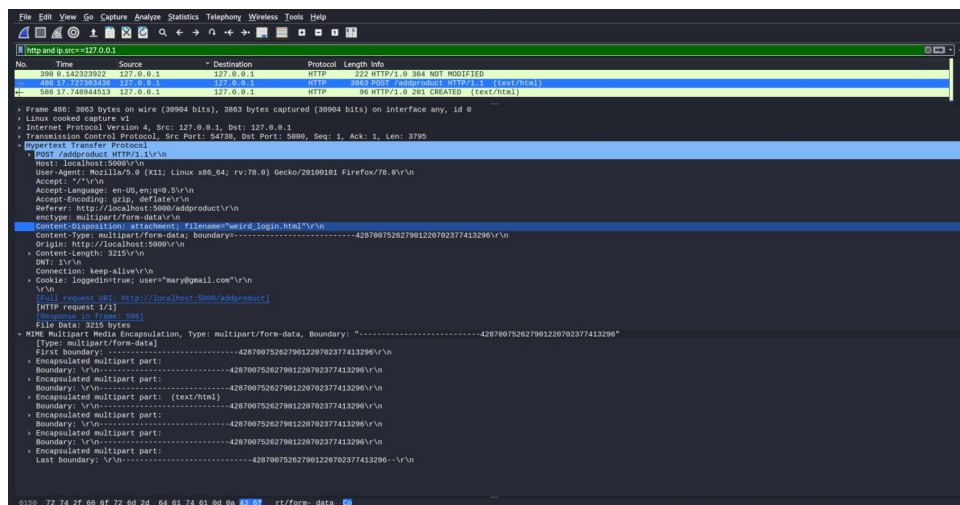 File Edit View Go Capture Analyze Statistics Telephony Wireless Tools Help
http and ip.src==127.0.0.1
No. Time Source Destination Protocol Length Info
390 0.142323922 127.0.0.1 127.0.0.1 HTTP 222 HTTP/1.0 304 NOT MODIFIED
486 17.727303430 127.0.0.1 127.0.0.1 HTTP 3863 POST /addproduct HTTP/1.1 (text/html)
506 17.748944513 127.0.0.1 127.0.0.1 HTTP 96 HTTP/1.0 201 CREATED (text/html)
Frame 486: 3863 bytes on wire (30904 bits), 3863 bytes captured (30904 bits) on interface any, id 0
Linux cooked capture v1
Internet Protocol Version 4, Src: 127.0.0.1, Dst: 127.0.0.1
Transmission Control Protocol, Src Port: 54738, Dst Port: 5000, Seq: 1, Ack: 1, Len: 3795
Hypertext Transfer Protocol
POST /addproduct HTTP/1.1\r\n
Host: localhost:5000\r\n
User-Agent: Mozilla/5.0 (X11; Linux x86_64; rv:78.0) Gecko/20100101 Firefox/78.0\r\n
Accept: */*\r\n
Accept-Language: en-US,en;q=0.5\r\n
Accept-Encoding: gzip, deflate\r\n
Referer: http://localhost:5000/addproduct\r\n
enctype: multipart/form-data\r\n
Content-Disposition: attachment; filename="weird_login.html"\r\n
Content-Type: multipart/form-data; boundary=---------------------------428700752627901220702377413296\r\n
Origin: http://localhost:5000\r\n
Content-Length: 3215\r\n
DNT: 1\r\n
Connection: keep-alive\r\n
Cookie: loggedin=true; user="mary@gmail.com"\r\n
\r\n
[Full request URI: http://localhost:5000/addproduct]
[HTTP request 1/1]
[Response in frame: 506]
File Data: 3215 bytes
MIME Multipart Media Encapsulation, Type: multipart/form-data, Boundary: "---------------------------428700752627901220702377413296"
[Type: multipart/form-data]
First boundary: -----------------------------428700752627901220702377413296\r\n
Encapsulated multipart part:
Boundary: \r\n-----------------------------428700752627901220702377413296\r\n
Encapsulated multipart part:
Boundary: \r\n-----------------------------428700752627901220702377413296\r\n
Encapsulated multipart part: (text/html)
Boundary: \r\n-----------------------------428700752627901220702377413296\r\n
Encapsulated multipart part:
Boundary: \r\n-----------------------------428700752627901220702377413296\r\n
Encapsulated multipart part:
Boundary: \r\n-----------------------------428700752627901220702377413296\r\n
Encapsulated multipart part:
Last boundary: \r\n-----------------------------428700752627901220702377413296--\r\n
0150 72 74 2f 66 6f 72 6d 2d 64 61 74 61 0d 0a 43 6f rt/form- data Co